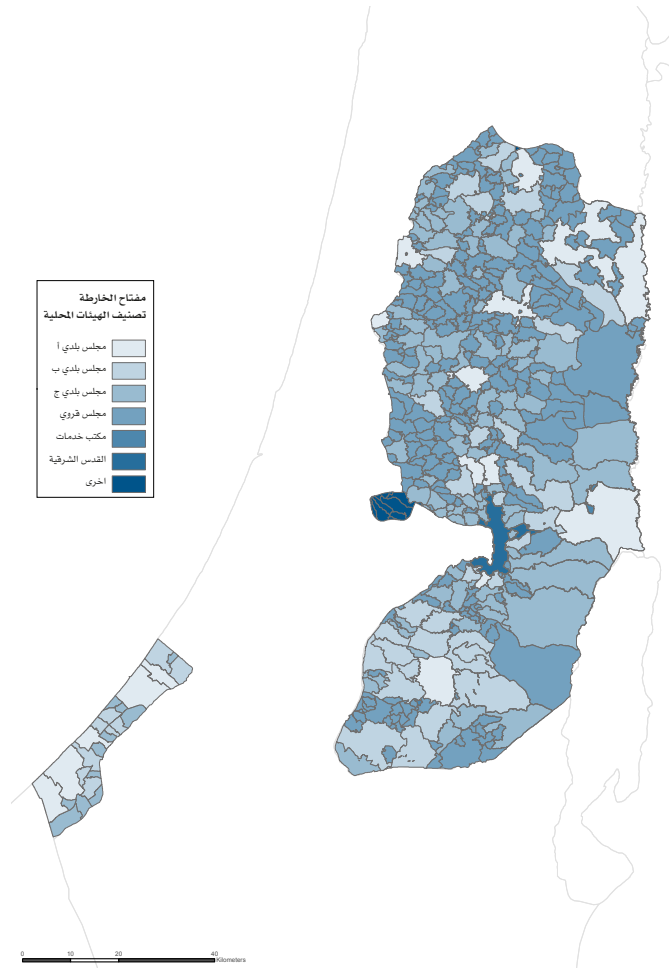 مفتاح الخارطة
تصنيف الهيئات المحلية
مجلس بلدي أ
مجلس بلدي ب
مجلس بلدي ج
مجلس قروي
مكتب خدمات
القدس الشرقية
اخرى
0 10 20 40
Kilometers